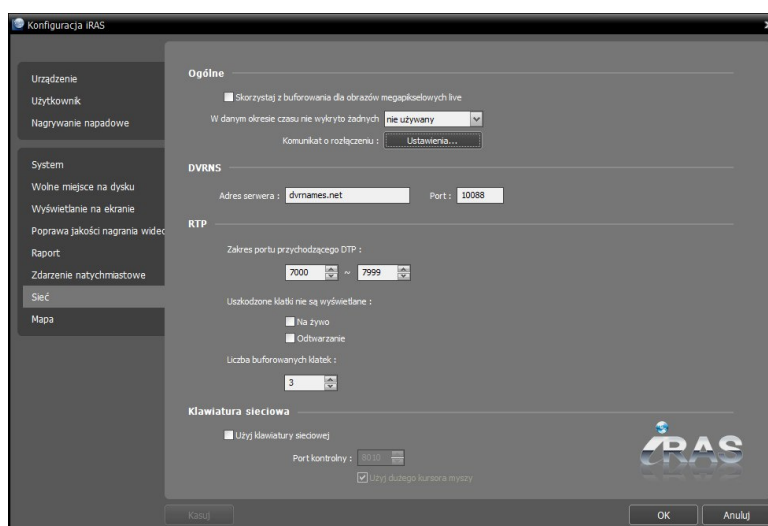 Konfiguracja iRAS
Urządzenie
Użytkownik
Nagrywanie napadowe
System
Wolne miejsce na dysku
Wyświetlanie na ekranie
Poprawa jakości nagrania widec
Raport
Zdarzenie natychmiastowe
Sieć
Mapa
Ogólne
Skorzystaj z buforowania dla obrazów megapikselowych live
W danym okresie czasu nie wykryto żadnych nie używany
Komunikat o rozłączeniu : Ustawienia...
DVRNS
Adres serwera : dvrnames.net Port : 10088
RTP
Zakres portu przychodzącego DTP :
7000 ~ 7999
Uszkodzone klatki nie są wyświetlane :
Na żywo
Odtwarzanie
Liczba buforowanych klatek :
3
Klawiatura sieciowa
Użyj klawiatury sieciowej
Port kontrolny : 8010
Użyj dużego kursora myszy
iRAS
Kasuj OK Anuluj